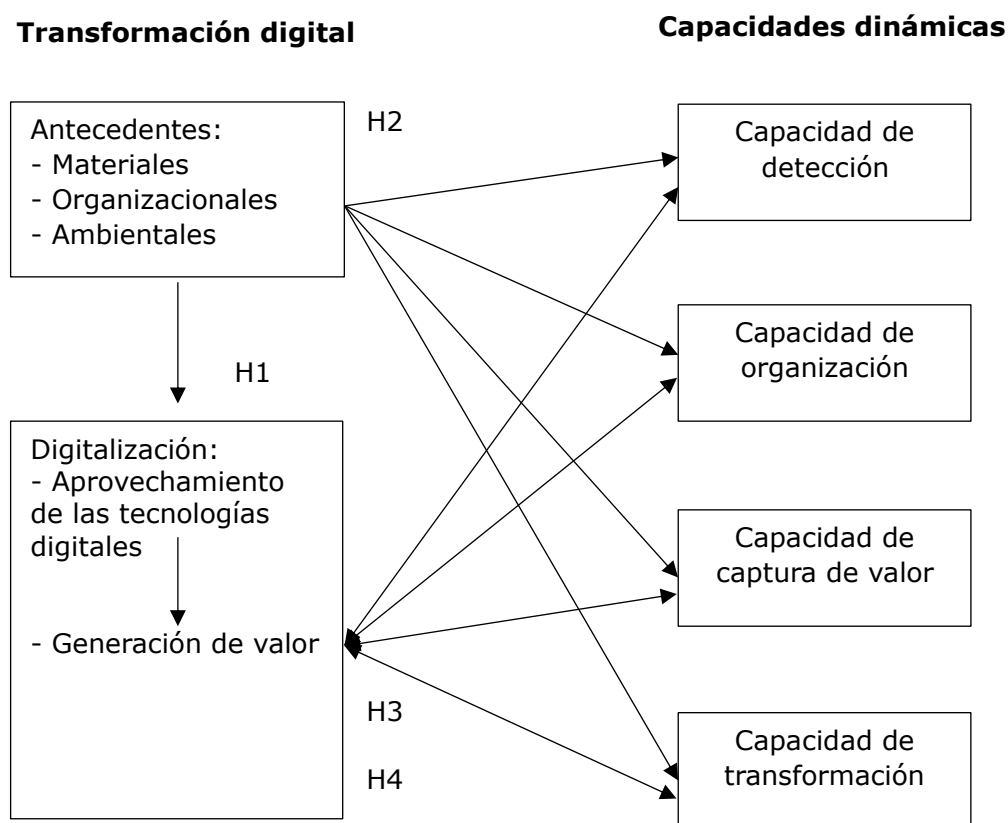 Transformación digital
Capacidades dinámicas
Antecedentes:
- Materiales
- Organizacionales
- Ambientales
H2
H1
Digitalización:
- Aprovechamiento
de las tecnologías
digitales
- Generación de valor
H3
H4
Capacidad de
detección
Capacidad de
organización
Capacidad de
captura de valor
Capacidad de
transformación